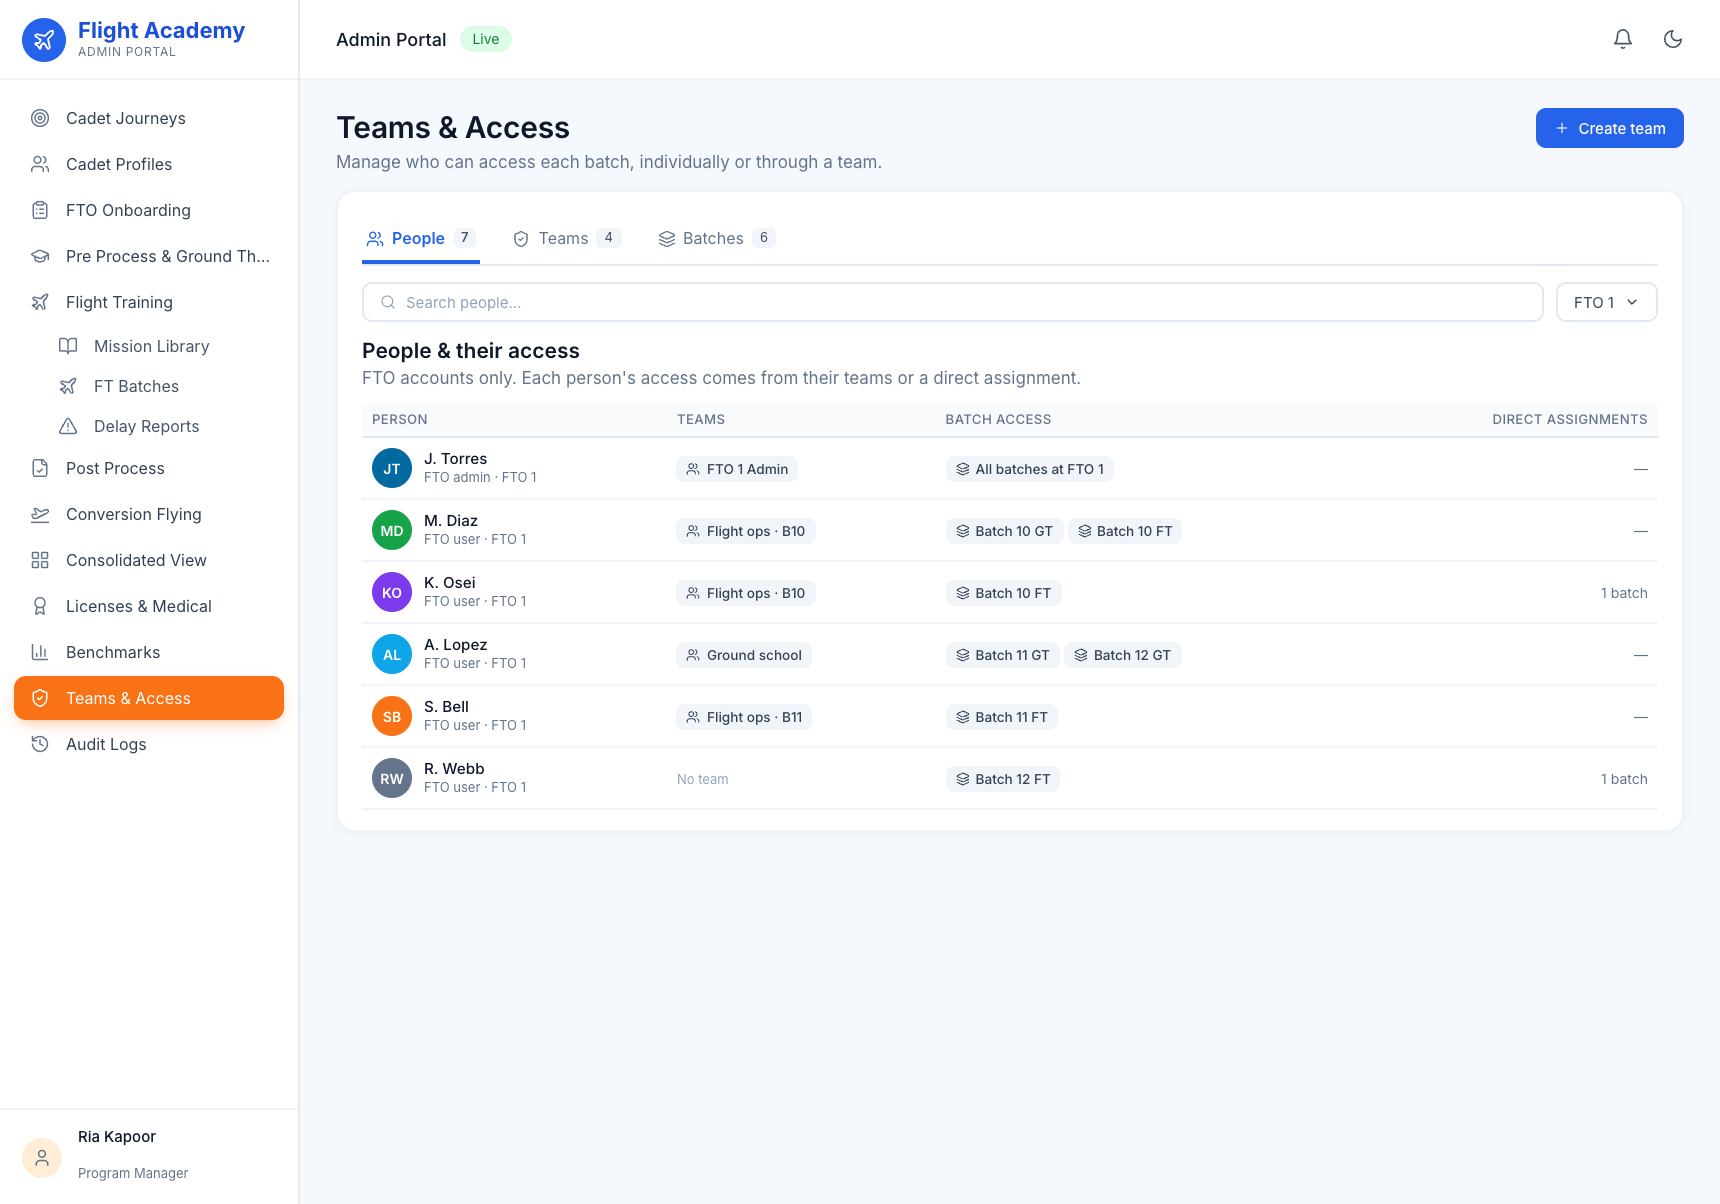 Flight Academy
ADMIN PORTAL
Cadet Journeys
Cadet Profiles
FTO Onboarding
Pre Process & Ground Th...
Flight Training
Mission Library
FT Batches
Delay Reports
Post Process
Conversion Flying
Consolidated View
Licenses & Medical
Benchmarks
Teams & Access
Audit Logs
Ria Kapoor
Program Manager
Admin Portal Live
Teams & Access
Manage who can access each batch, individually or through a team.
Create team
People 7 Teams 4 Batches 6
Search people...
FTO 1
People & their access
FTO accounts only. Each person's access comes from their teams or a direct assignment.
PERSON TEAMS BATCH ACCESS DIRECT ASSIGNMENTS
JT J. Torres FTO 1 Admin All batches at FTO 1 —
FTO admin · FTO 1
MD M. Diaz Flight ops · B10 Batch 10 GT Batch 10 FT —
FTO user · FTO 1
KO K. Osei Flight ops · B10 Batch 10 FT 1 batch
FTO user · FTO 1
AL A. Lopez Ground school Batch 11 GT Batch 12 GT —
FTO user · FTO 1
SB S. Bell Flight ops · B11 Batch 11 FT —
FTO user · FTO 1
RW R. Webb No team Batch 12 FT 1 batch
FTO user · FTO 1